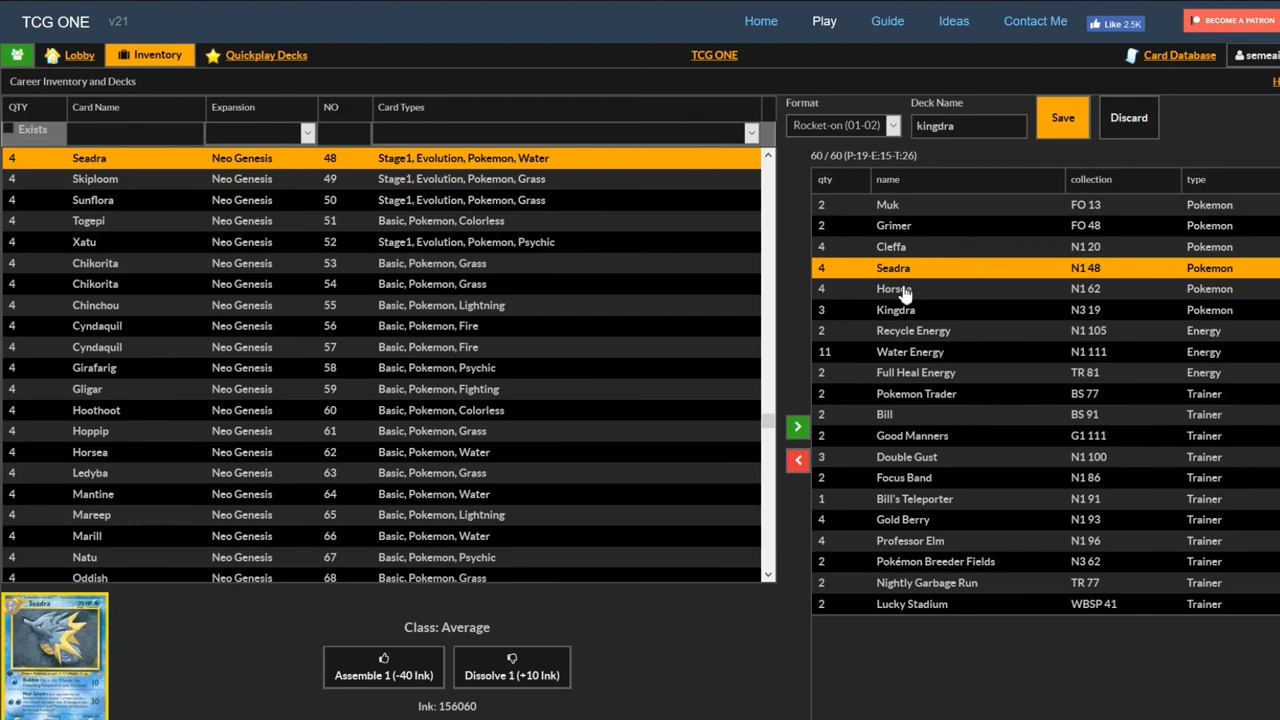 TCG ONE v21 Home Play Guide Ideas Contact Me Like 2.5K BECOME A PATRON
Lobby Inventory Quickplay Decks TCG ONE Card Database semeai
Career Inventory and Decks
QTY Card Name Expansion NO Card Types
Exists
4 Seadra Neo Genesis 48 Stage1, Evolution, Pokemon, Water
4 Skiploom Neo Genesis 49 Stage1, Evolution, Pokemon, Grass
4 Sunflora Neo Genesis 50 Stage1, Evolution, Pokemon, Grass
4 Togepi Neo Genesis 51 Basic, Pokemon, Colorless
4 Xatu Neo Genesis 52 Stage1, Evolution, Pokemon, Psychic
4 Chikorita Neo Genesis 53 Basic, Pokemon, Grass
4 Chikorita Neo Genesis 54 Basic, Pokemon, Grass
4 Chinchou Neo Genesis 55 Basic, Pokemon, Lightning
4 Cyndaquil Neo Genesis 56 Basic, Pokemon, Fire
4 Cyndaquil Neo Genesis 57 Basic, Pokemon, Fire
4 Girafarig Neo Genesis 58 Basic, Pokemon, Psychic
4 Gligar Neo Genesis 59 Basic, Pokemon, Fighting
4 Hoothoot Neo Genesis 60 Basic, Pokemon, Colorless
4 Hoppip Neo Genesis 61 Basic, Pokemon, Grass
4 Horsea Neo Genesis 62 Basic, Pokemon, Water
4 Ledyba Neo Genesis 63 Basic, Pokemon, Grass
4 Mantine Neo Genesis 64 Basic, Pokemon, Water
4 Mareep Neo Genesis 65 Basic, Pokemon, Lightning
4 Marill Neo Genesis 66 Basic, Pokemon, Water
4 Natu Neo Genesis 67 Basic, Pokemon, Psychic
4 Oddish Neo Genesis 68 Basic, Pokemon, Grass
Seadra
Bubble 10
Mud Splash 30
Class: Average
Assemble 1 (-40 Ink) Dissolve 1 (+10 Ink)
Ink: 156060
Format Deck Name
Rocket-on (01-02) kingdra Save Discard
60 / 60 (P:19-E:15-T:26)
qty name collection type
2 Muk FO 13 Pokemon
2 Grimer FO 48 Pokemon
4 Cleffa N1 20 Pokemon
4 Seadra N1 48 Pokemon
4 Horsea N1 62 Pokemon
3 Kingdra N3 19 Pokemon
2 Recycle Energy N1 105 Energy
11 Water Energy N1 111 Energy
2 Full Heal Energy TR 81 Energy
2 Pokemon Trader BS 77 Trainer
2 Bill BS 91 Trainer
2 Good Manners G1 111 Trainer
3 Double Gust N1 100 Trainer
2 Focus Band N1 86 Trainer
1 Bill's Teleporter N1 91 Trainer
4 Gold Berry N1 93 Trainer
4 Professor Elm N1 96 Trainer
2 Pokémon Breeder Fields N3 62 Trainer
2 Nightly Garbage Run TR 77 Trainer
2 Lucky Stadium WBSP 41 Trainer